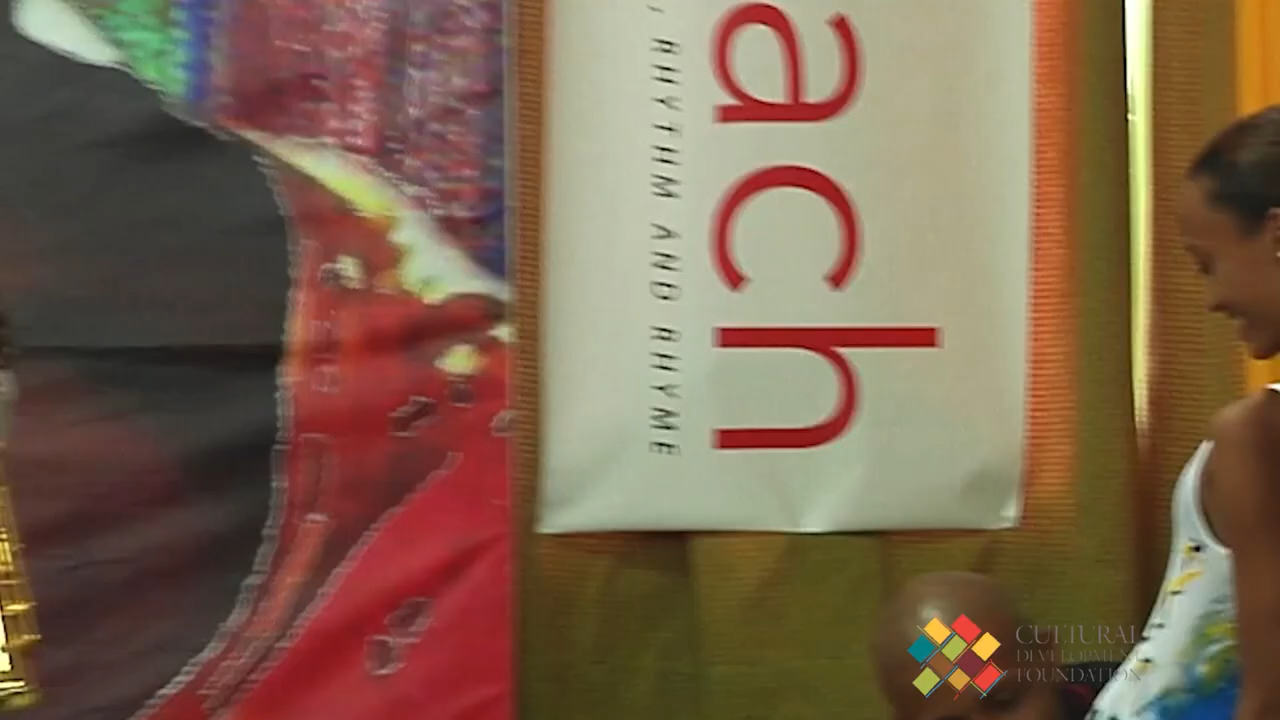 ach
, RHYTHM AND RHYME
CULTURAL
DEVELOPMENT
FOUNDATION